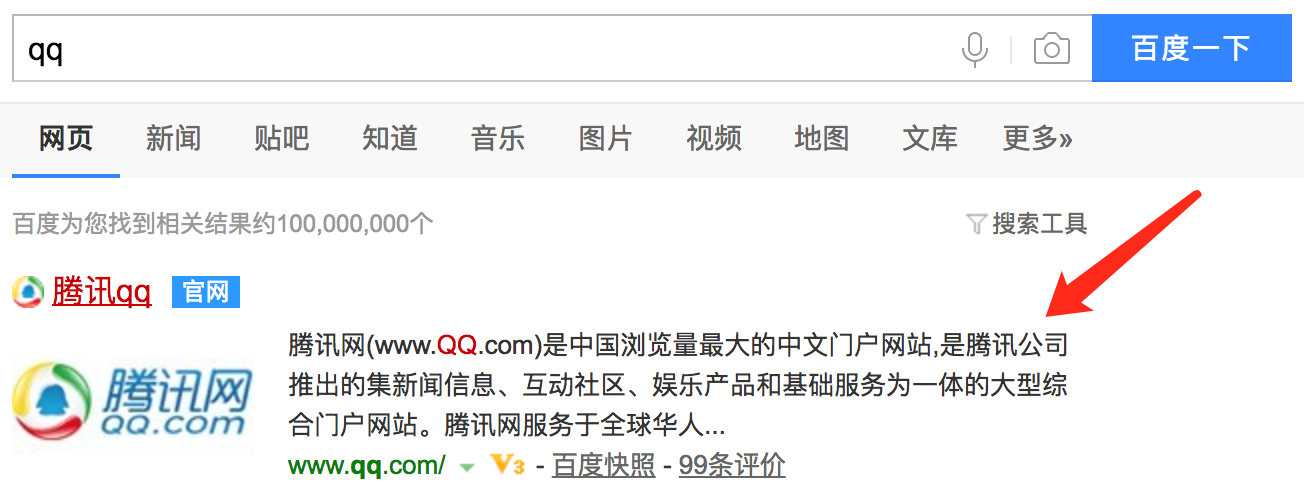 qq
百度一下
网页 新闻 贴吧 知道 音乐 图片 视频 地图 文库 更多»
百度为您找到相关结果约100,000,000个 搜索工具
腾讯qq 官网
腾讯网
QQ.com
腾讯网(www.QQ.com)是中国浏览量最大的中文门户网站,是腾讯公司
推出的集新闻信息、互动社区、娱乐产品和基础服务为一体的大型综
合门户网站。腾讯网服务于全球华人...
www.qq.com/ V3 - 百度快照 - 99条评价